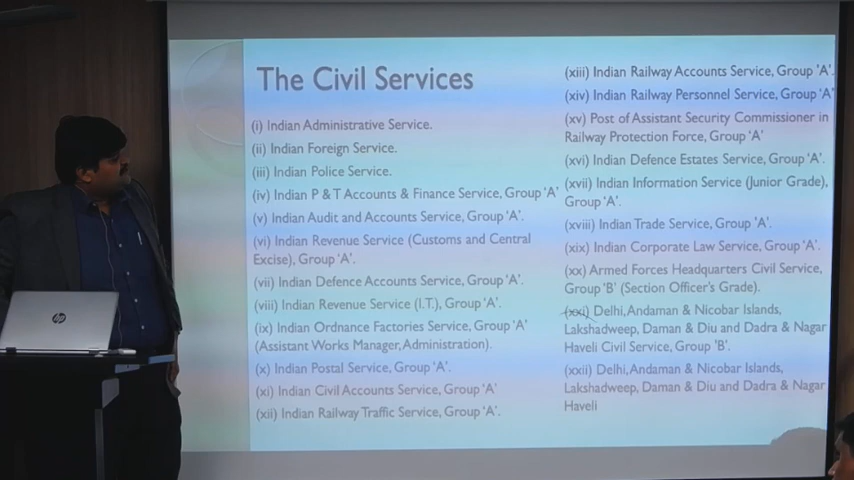 The Civil Services
(i) Indian Administrative Service.
(ii) Indian Foreign Service.
(iii) Indian Police Service.
(iv) Indian P & T Accounts & Finance Service, Group 'A'
(v) Indian Audit and Accounts Service, Group 'A'.
(vi) Indian Revenue Service (Customs and Central
Excise), Group 'A'.
(vii) Indian Defence Accounts Service, Group 'A'.
(viii) Indian Revenue Service (I.T.), Group 'A'.
(ix) Indian Ordnance Factories Service, Group 'A'
(Assistant Works Manager, Administration).
(x) Indian Postal Service, Group 'A'.
(xi) Indian Civil Accounts Service, Group 'A'
(xii) Indian Railway Traffic Service, Group 'A'.
(xiii) Indian Railway Accounts Service, Group 'A'.
(xiv) Indian Railway Personnel Service, Group 'A'
(xv) Post of Assistant Security Commissioner in
Railway Protection Force, Group 'A'
(xvi) Indian Defence Estates Service, Group 'A'.
(xvii) Indian Information Service (Junior Grade),
Group 'A'.
(xviii) Indian Trade Service, Group 'A'.
(xix) Indian Corporate Law Service, Group 'A'.
(xx) Armed Forces Headquarters Civil Service,
Group 'B' (Section Officer's Grade).
(xxi) Delhi, Andaman & Nicobar Islands,
Lakshadweep, Daman & Diu and Dadra & Nagar
Haveli Civil Service, Group 'B'.
(xxii) Delhi, Andaman & Nicobar Islands,
Lakshadweep, Daman & Diu and Dadra & Nagar
Haveli
hp